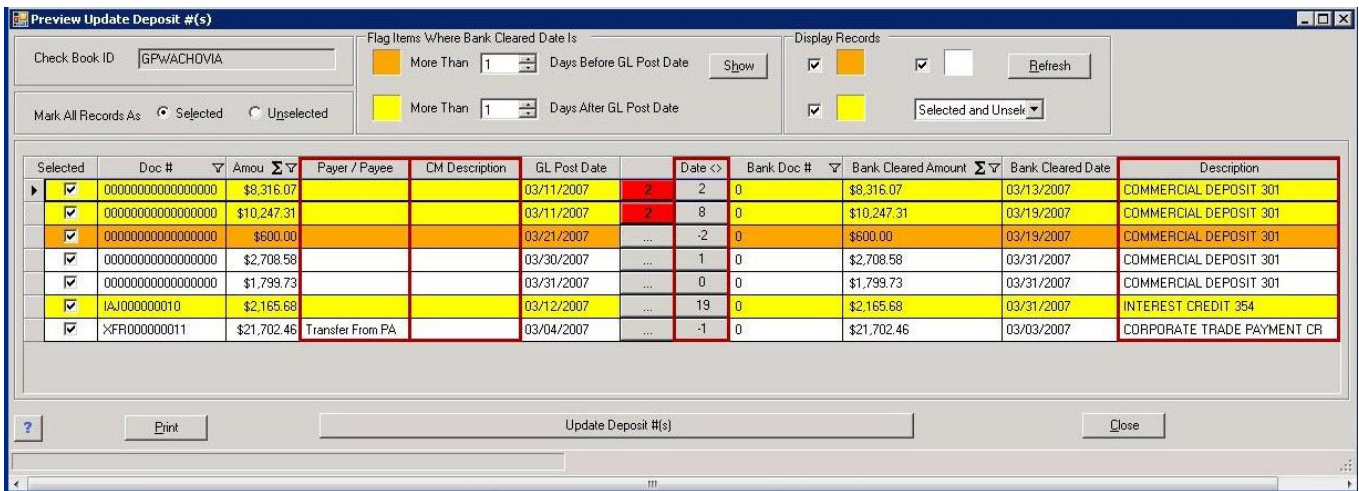 Preview Update Deposit #(s)
Check Book ID GPWACHOVIA
Mark All Records As Selected Unselected
Flag Items Where Bank Cleared Date Is
More Than 1 Days Before GL Post Date Show
More Than 1 Days After GL Post Date
Display Records
Refresh
Selected and Unsele
Selected Doc # Amou Σ Payer / Payee CM Description GL Post Date Date <> Bank Doc # Bank Cleared Amount Σ Bank Cleared Date Description
00000000000000000 $8,316.07 03/11/2007 2 2 0 $8,316.07 03/13/2007 COMMERCIAL DEPOSIT 301
00000000000000000 $10,247.31 03/11/2007 2 8 0 $10,247.31 03/19/2007 COMMERCIAL DEPOSIT 301
00000000000000000 $600.00 03/21/2007 ... -2 0 $600.00 03/19/2007 COMMERCIAL DEPOSIT 301
00000000000000000 $2,708.58 03/30/2007 ... 1 0 $2,708.58 03/31/2007 COMMERCIAL DEPOSIT 301
00000000000000000 $1,799.73 03/31/2007 ... 0 0 $1,799.73 03/31/2007 COMMERCIAL DEPOSIT 301
IAJ000000010 $2,165.68 03/12/2007 ... 19 0 $2,165.68 03/31/2007 INTEREST CREDIT 354
XFR000000011 $21,702.46 Transfer From PA 03/04/2007 ... -1 0 $21,702.46 03/03/2007 CORPORATE TRADE PAYMENT CR
? Print Update Deposit #(s) Close